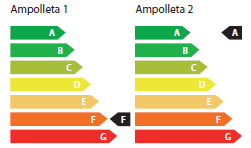 Ampolleta 1 Ampolleta 2
A A A
B B
C C
D D
E E
F F F
G G